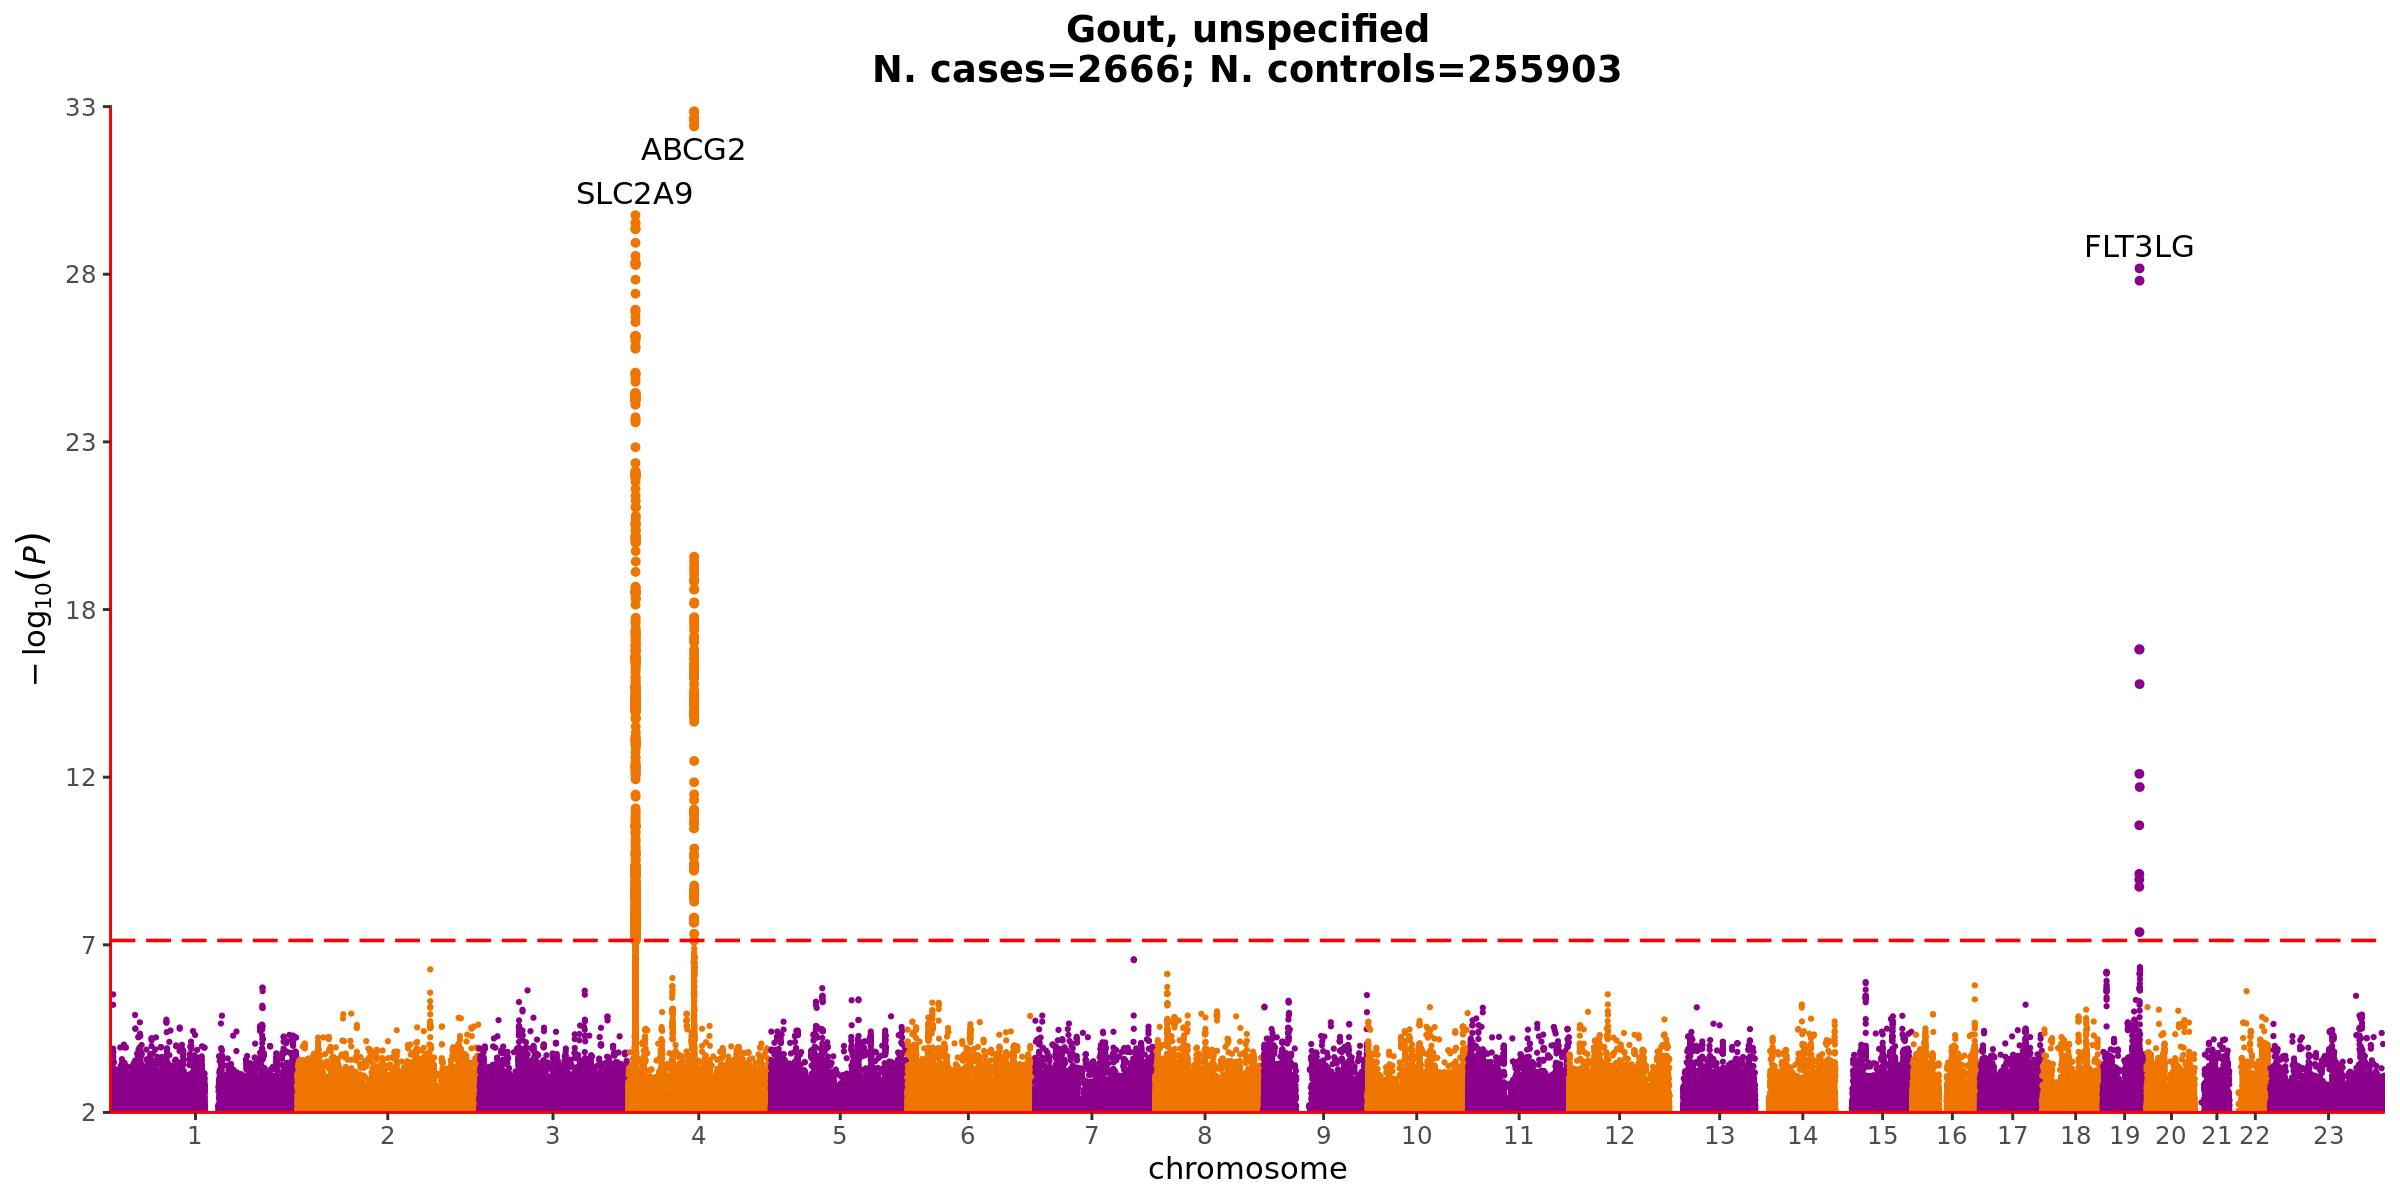 Gout, unspecified
N. cases=2666; N. controls=255903
33
28
23
18
12
7
2
− log10(P)
ABCG2
SLC2A9
FLT3LG
1 2 3 4 5 6 7 8 9 10 11 12 13 14 15 16 17 18 19 20 21 22 23
chromosome